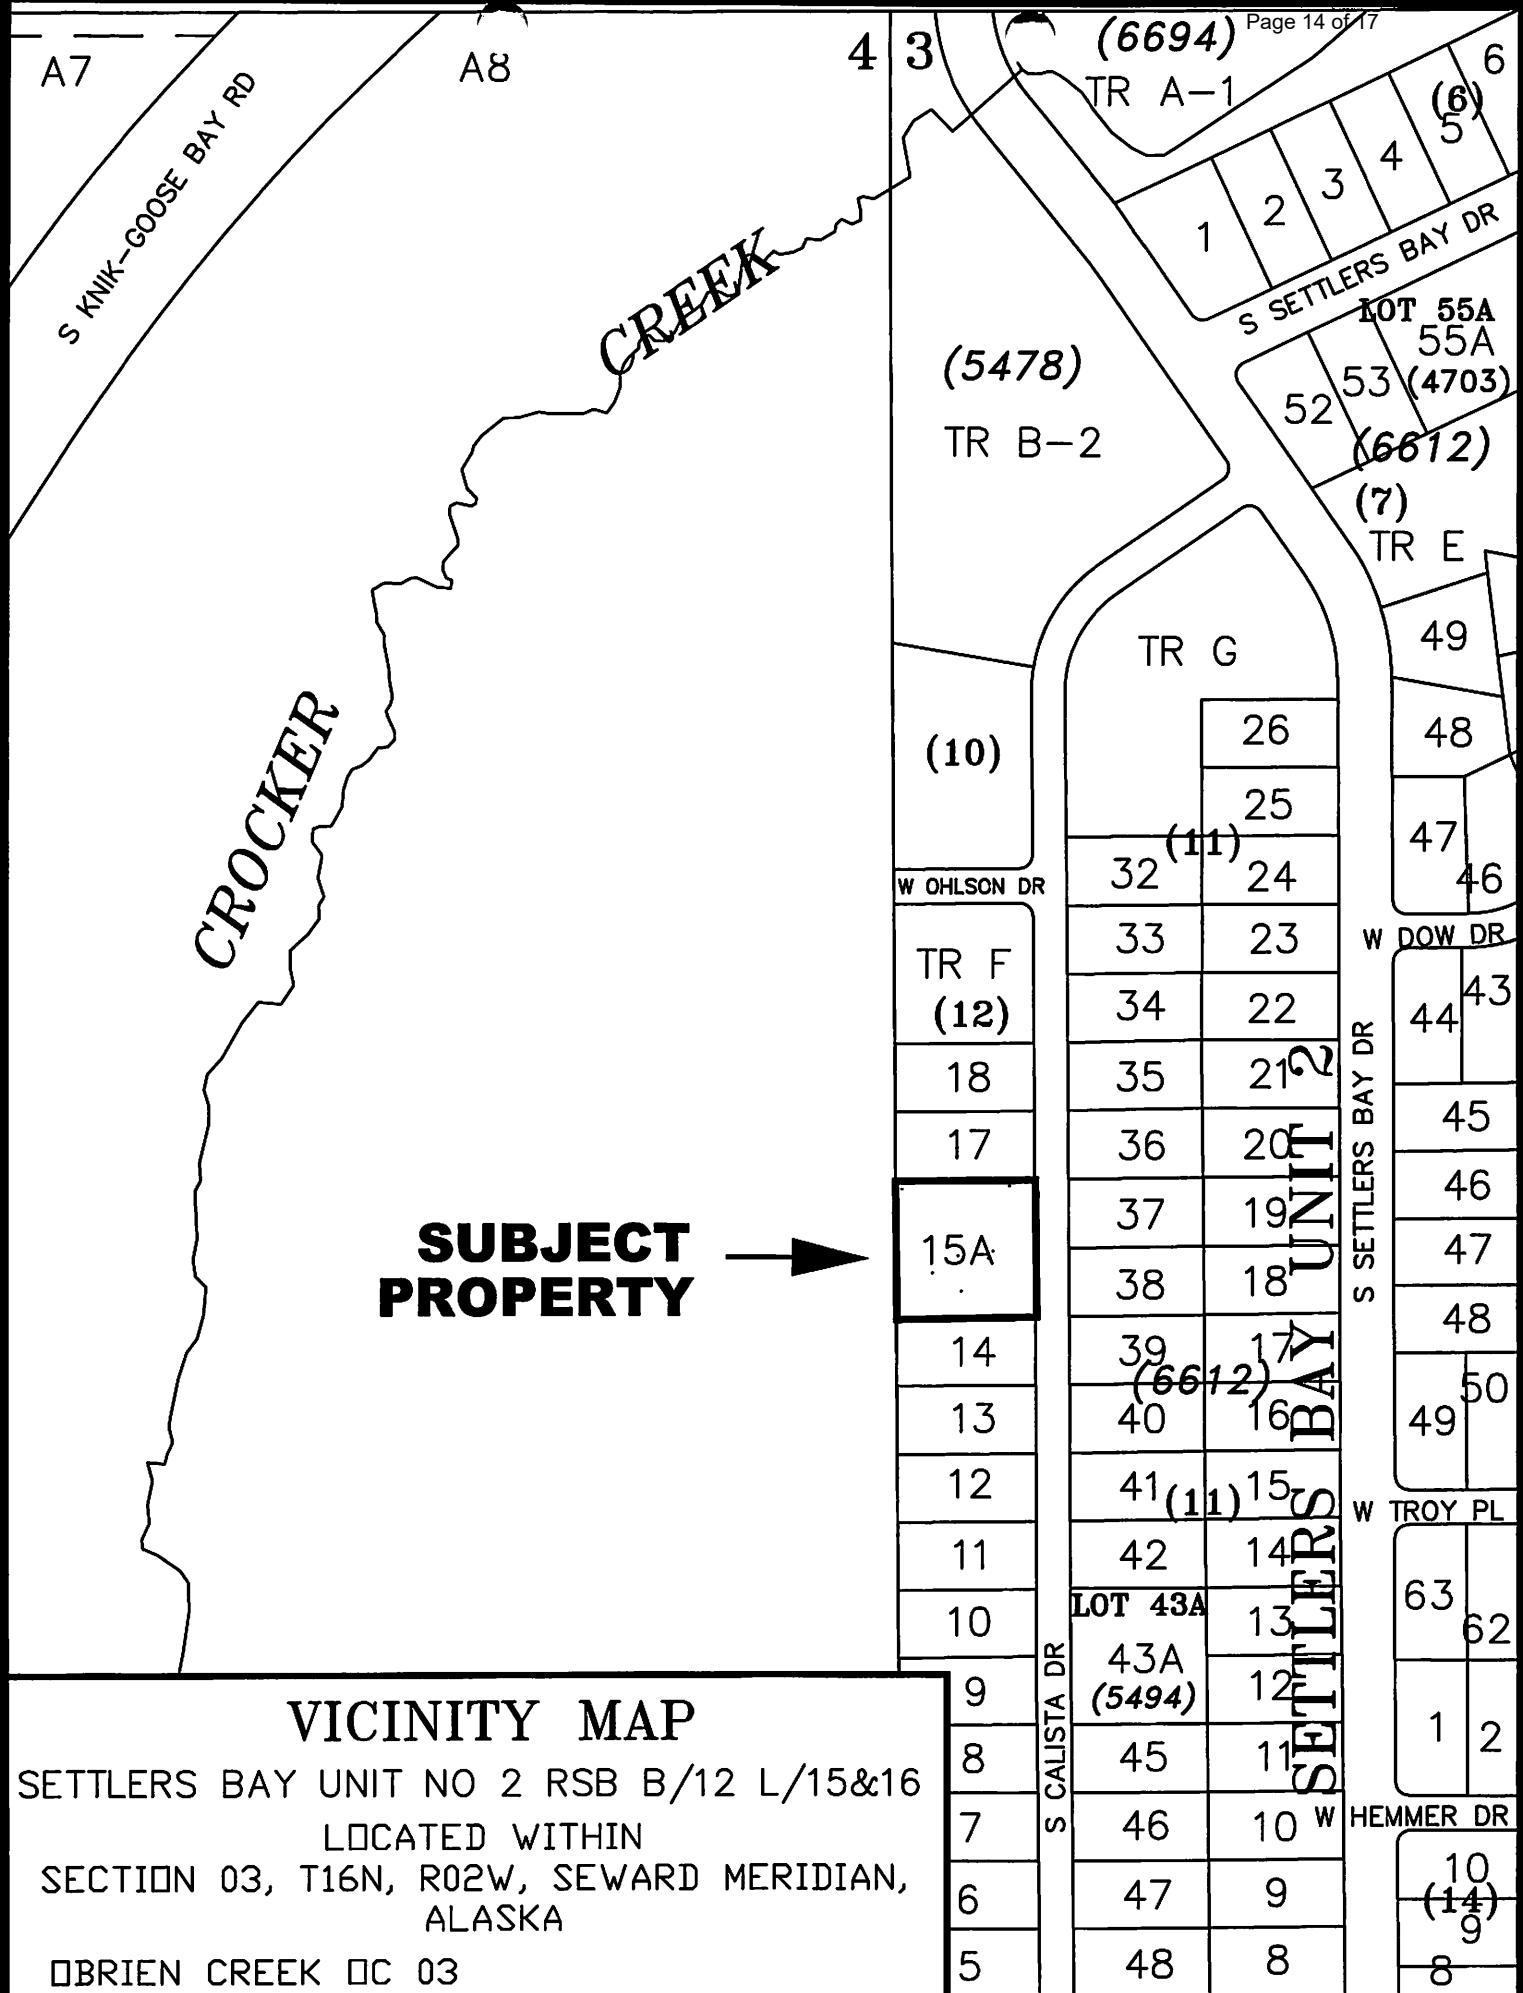 Page 14 of 17
A7
A8
4 3
(6694)
TR A-1
S KNIK-GOOSE BAY RD
6
(6)
5
4
3
2
1
S SETTLERS BAY DR
CREEK
LOT 55A
55A
(4703)
53
52
(5478)
TR B-2
(6612)
(7)
TR E
49
TR G
48
26
(10)
25
47
46
(11)
32
24
W OHLSON DR
CROCKER
33
23
W DOW DR
TR F
(12)
34
22
44
43
18
35
21
45
17
36
20
46
SUBJECT
PROPERTY
15A
37
19
47
38
18
48
S SETTLERS BAY DR
SETTLERS BAY UNIT 2
14
39
17
(6612)
50
49
13
40
16
12
41
(11)
15
W TROY PL
11
42
14
63
62
10
LOT 43A
43A
(5494)
13
9
12
1
2
S CALISTA DR
8
45
11
7
46
10
W HEMMER DR
6
47
9
10
(14)
9
5
48
8
8
VICINITY MAP
SETTLERS BAY UNIT NO 2 RSB B/12 L/15&16
LOCATED WITHIN
SECTION 03, T16N, R02W, SEWARD MERIDIAN,
ALASKA
OBRIEN CREEK OC 03